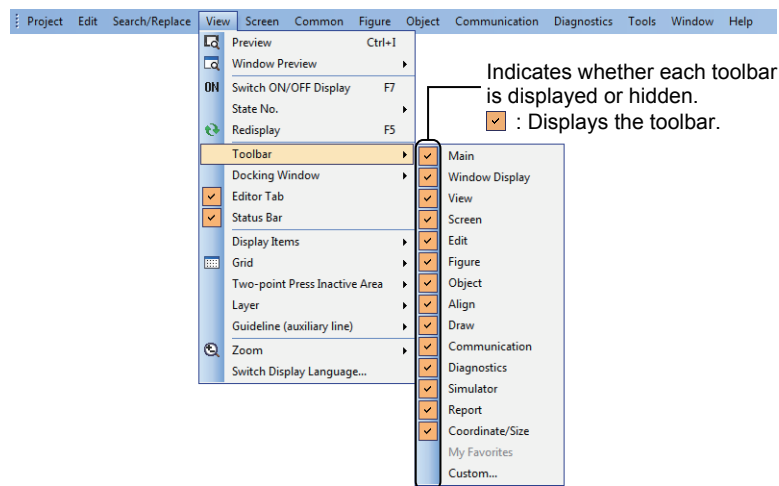 Project Edit Search/Replace View Screen Common Figure Object Communication Diagnostics Tools Window Help
Preview Ctrl+I
Window Preview
ON Switch ON/OFF Display F7
State No.
Redisplay F5
Toolbar
Docking Window
Editor Tab
Status Bar
Display Items
Grid
Two-point Press Inactive Area
Layer
Guideline (auxiliary line)
Zoom
Switch Display Language...
Indicates whether each toolbar
is displayed or hidden.
: Displays the toolbar.
Main
Window Display
View
Screen
Edit
Figure
Object
Align
Draw
Communication
Diagnostics
Simulator
Report
Coordinate/Size
My Favorites
Custom...